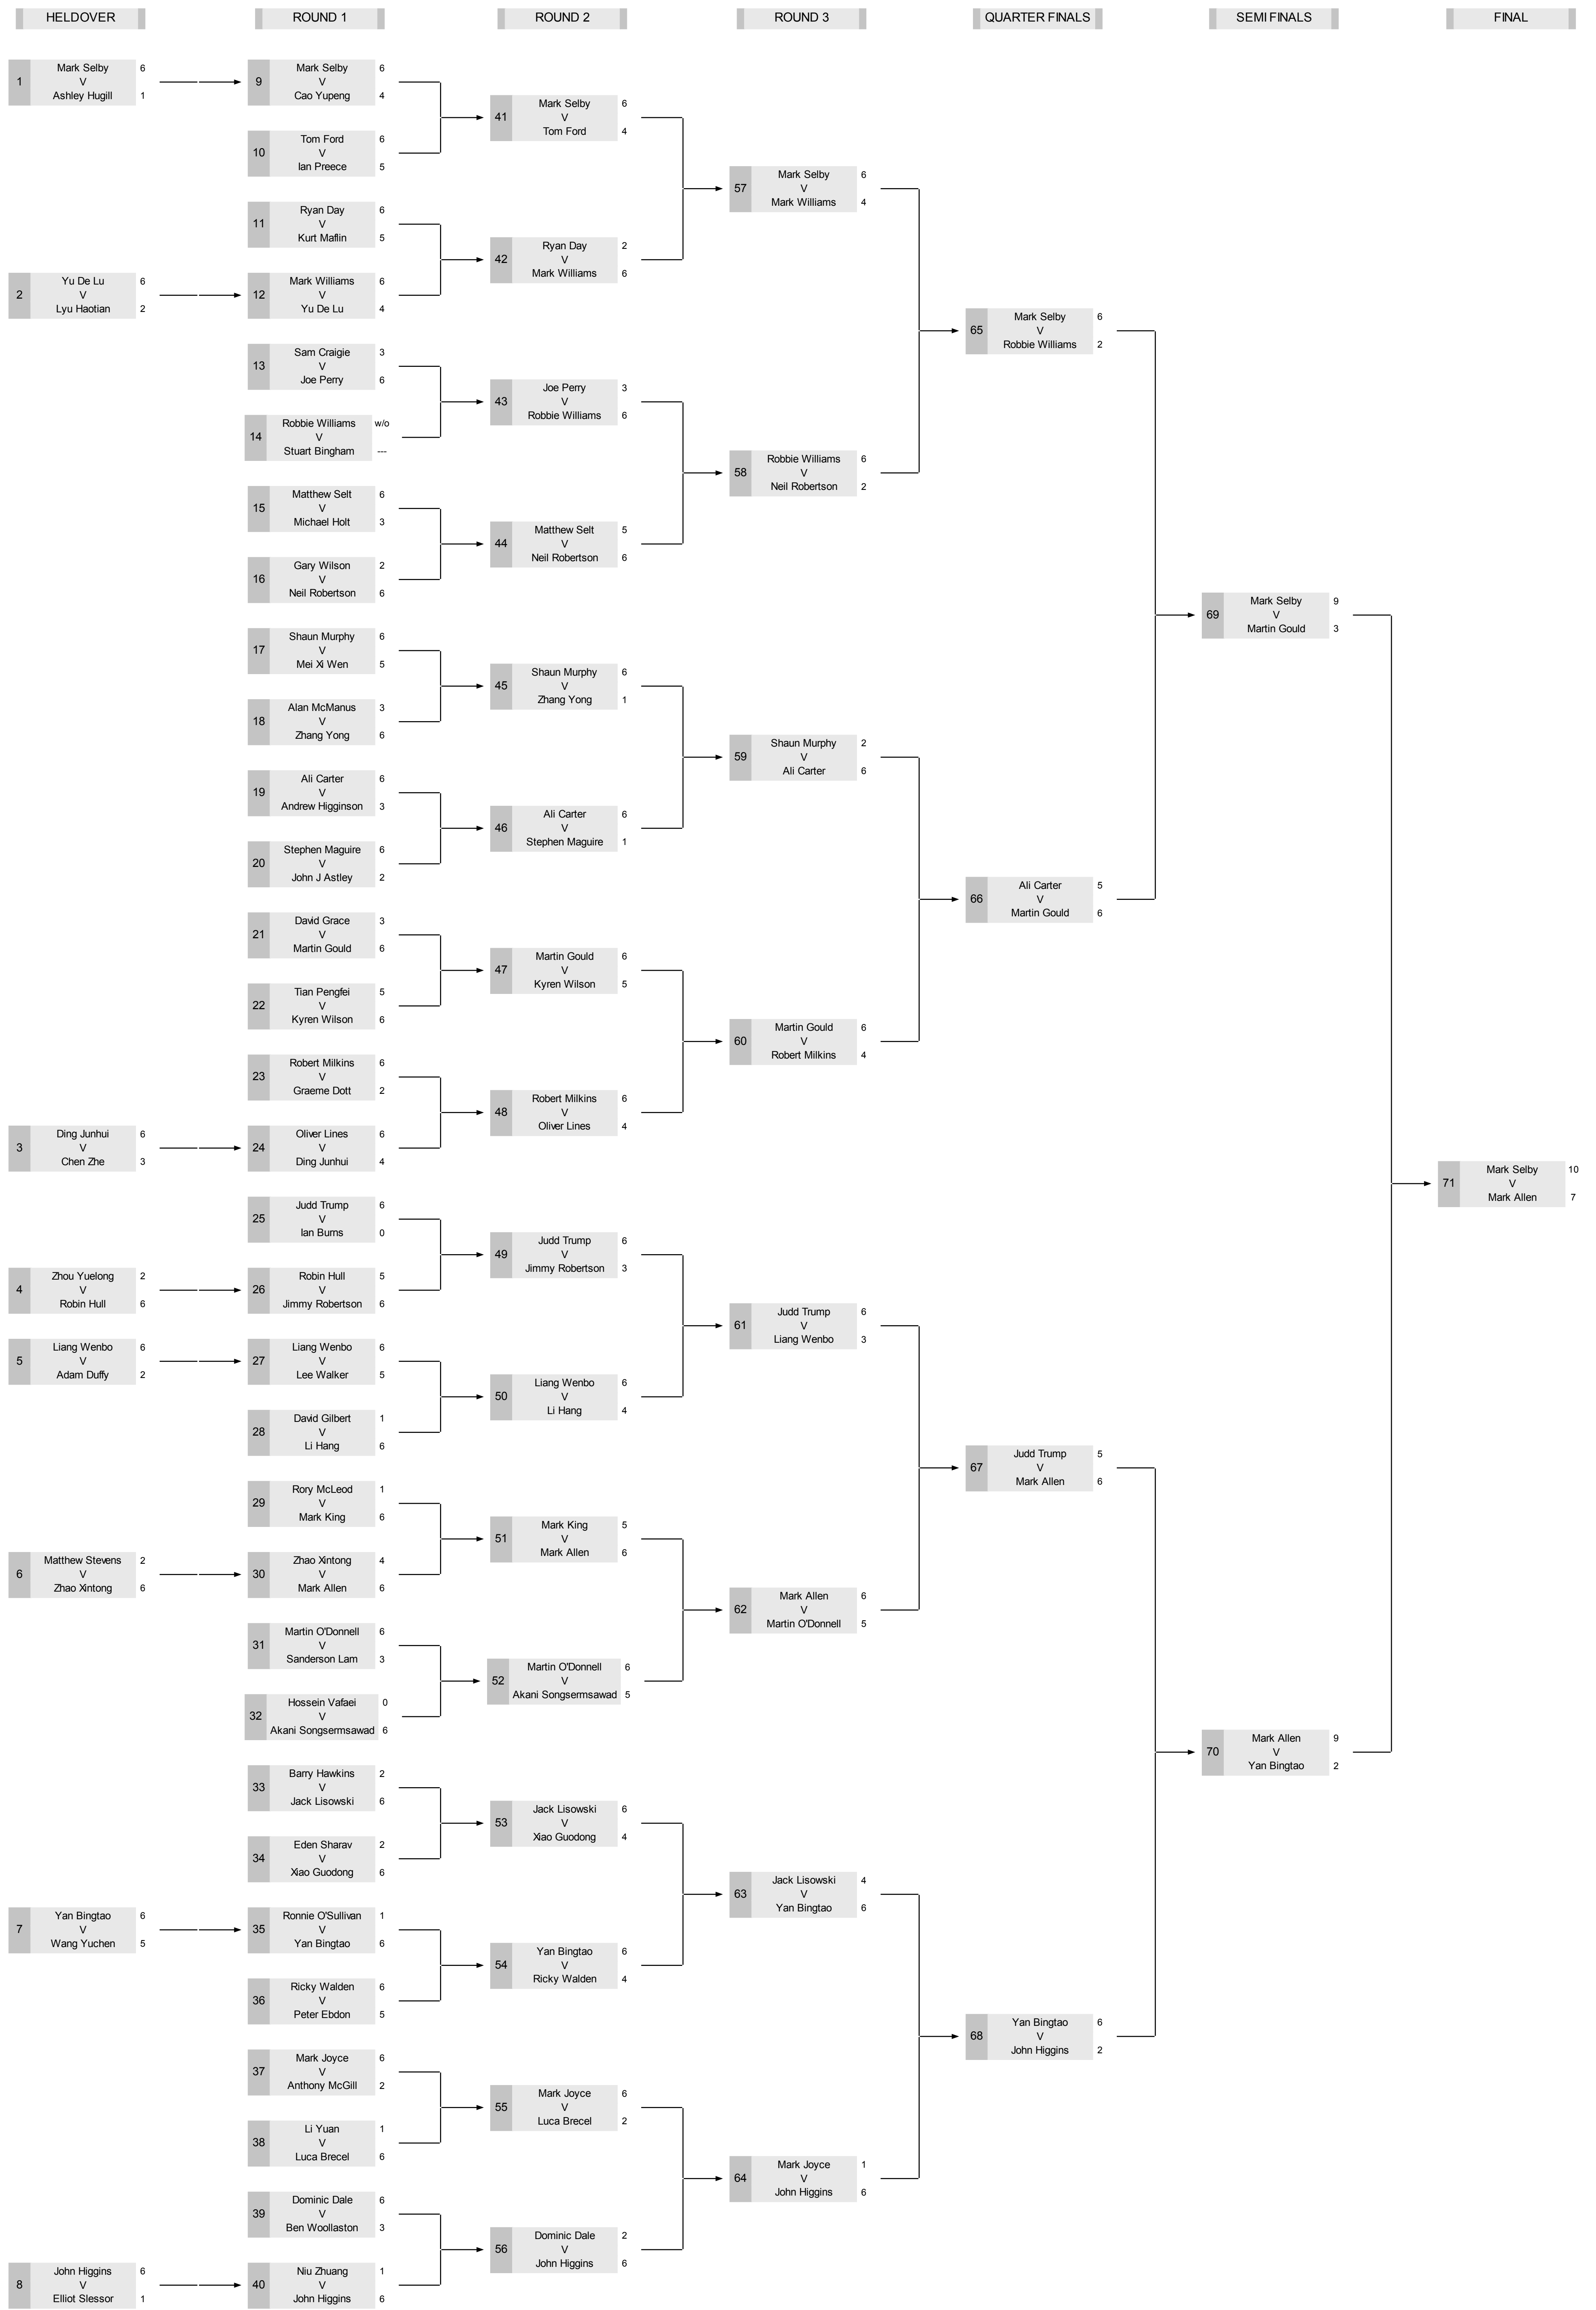 HELDOVER
ROUND 1
ROUND 2
ROUND 3
QUARTER FINALS
SEMI FINALS
FINAL
1
Mark Selby 6
V
Ashley Hugill 1
2
Yu De Lu 6
V
Lyu Haotian 2
3
Ding Junhui 6
V
Chen Zhe 3
4
Zhou Yuelong 2
V
Robin Hull 6
5
Liang Wenbo 6
V
Adam Duffy 2
6
Matthew Stevens 2
V
Zhao Xintong 6
7
Yan Bingtao 6
V
Wang Yuchen 5
8
John Higgins 6
V
Elliot Slessor 1
9
Mark Selby 6
V
Cao Yupeng 4
10
Tom Ford 6
V
Ian Preece 5
11
Ryan Day 6
V
Kurt Maflin 5
12
Mark Williams 6
V
Yu De Lu 4
13
Sam Craigie 3
V
Joe Perry 6
14
Robbie Williams w/o
V
Stuart Bingham ---
15
Matthew Selt 6
V
Michael Holt 3
16
Gary Wilson 2
V
Neil Robertson 6
17
Shaun Murphy 6
V
Mei Xi Wen 5
18
Alan McManus 3
V
Zhang Yong 6
19
Ali Carter 6
V
Andrew Higginson 3
20
Stephen Maguire 6
V
John J Astley 2
21
David Grace 3
V
Martin Gould 6
22
Tian Pengfei 5
V
Kyren Wilson 6
23
Robert Milkins 6
V
Graeme Dott 2
24
Oliver Lines 6
V
Ding Junhui 4
25
Judd Trump 6
V
Ian Burns 0
26
Robin Hull 5
V
Jimmy Robertson 6
27
Liang Wenbo 6
V
Lee Walker 5
28
David Gilbert 1
V
Li Hang 6
29
Rory McLeod 1
V
Mark King 6
30
Zhao Xintong 4
V
Mark Allen 6
31
Martin O'Donnell 6
V
Sanderson Lam 3
32
Hossein Vafaei 0
V
Akani Songsermsawad 6
33
Barry Hawkins 2
V
Jack Lisowski 6
34
Eden Sharav 2
V
Xiao Guodong 6
35
Ronnie O'Sullivan 1
V
Yan Bingtao 6
36
Ricky Walden 6
V
Peter Ebdon 5
37
Mark Joyce 6
V
Anthony McGill 2
38
Li Yuan 1
V
Luca Brecel 6
39
Dominic Dale 6
V
Ben Woollaston 3
40
Niu Zhuang 1
V
John Higgins 6
41
Mark Selby 6
V
Tom Ford 4
42
Ryan Day 2
V
Mark Williams 6
43
Joe Perry 3
V
Robbie Williams 6
44
Matthew Selt 5
V
Neil Robertson 6
45
Shaun Murphy 6
V
Zhang Yong 1
46
Ali Carter 6
V
Stephen Maguire 1
47
Martin Gould 6
V
Kyren Wilson 5
48
Robert Milkins 6
V
Oliver Lines 4
49
Judd Trump 6
V
Jimmy Robertson 3
50
Liang Wenbo 6
V
Li Hang 4
51
Mark King 5
V
Mark Allen 6
52
Martin O'Donnell 6
V
Akani Songsermsawad 5
53
Jack Lisowski 6
V
Xiao Guodong 4
54
Yan Bingtao 6
V
Ricky Walden 4
55
Mark Joyce 6
V
Luca Brecel 2
56
Dominic Dale 2
V
John Higgins 6
57
Mark Selby 6
V
Mark Williams 4
58
Robbie Williams 6
V
Neil Robertson 2
59
Shaun Murphy 2
V
Ali Carter 6
60
Martin Gould 6
V
Robert Milkins 4
61
Judd Trump 6
V
Liang Wenbo 3
62
Mark Allen 6
V
Martin O'Donnell 5
63
Jack Lisowski 4
V
Yan Bingtao 6
64
Mark Joyce 1
V
John Higgins 6
65
Mark Selby 6
V
Robbie Williams 2
66
Ali Carter 5
V
Martin Gould 6
67
Judd Trump 5
V
Mark Allen 6
68
Yan Bingtao 6
V
John Higgins 2
69
Mark Selby 9
V
Martin Gould 3
70
Mark Allen 9
V
Yan Bingtao 2
71
Mark Selby 10
V
Mark Allen 7